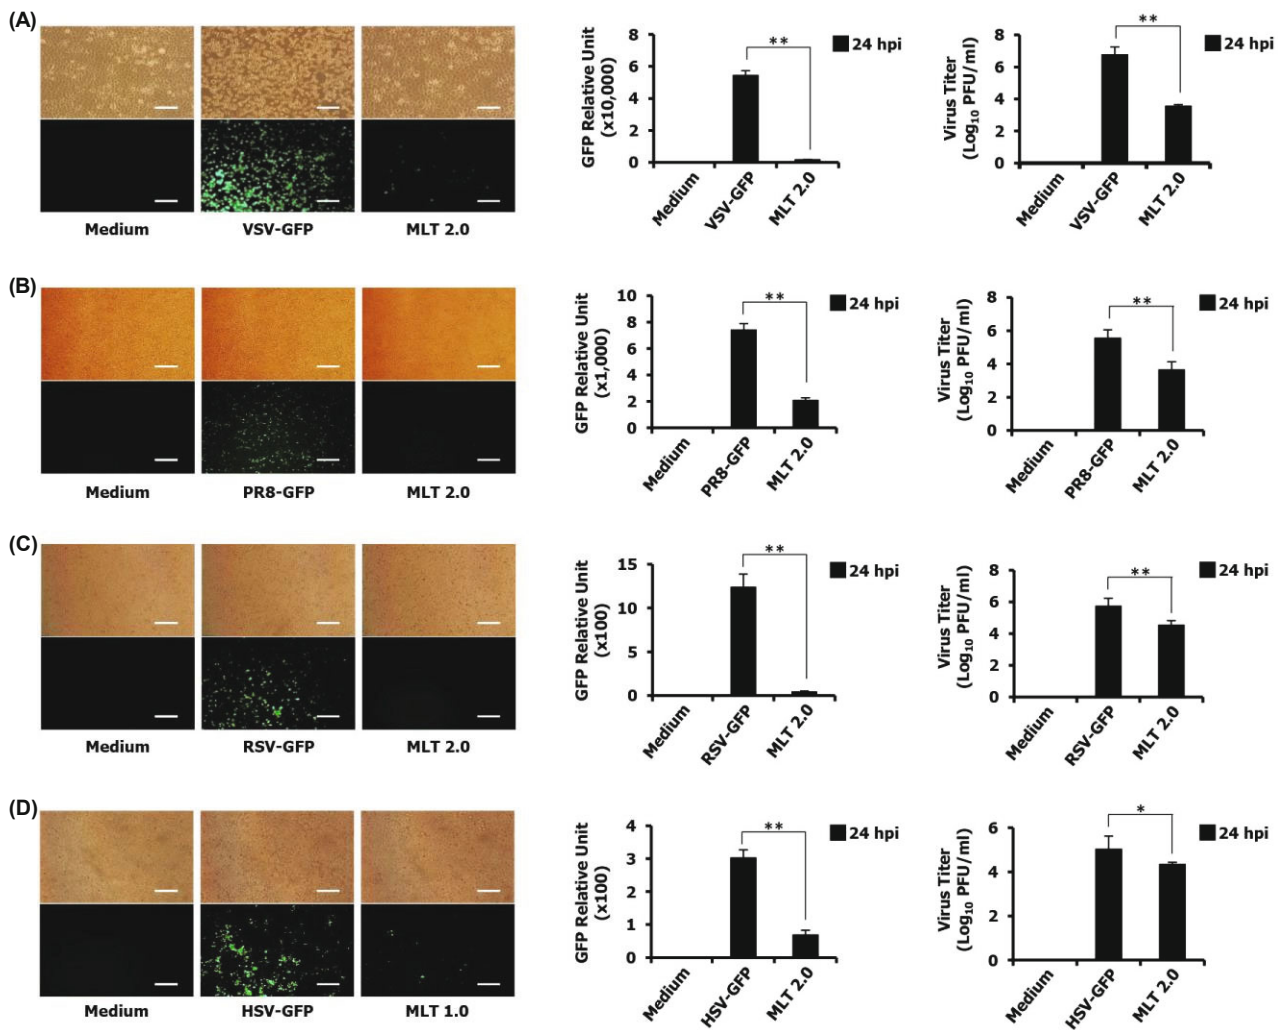 (A)
Medium VSV-GFP MLT 2.0
GFP Relative Unit
(x10,000)
8
6
4
2
0
**
24 hpi
Medium
VSV-GFP
MLT 2.0
Virus Titer
(Log10 PFU/ml)
8
6
4
2
0
**
24 hpi
Medium
VSV-GFP
MLT 2.0
(B)
Medium PR8-GFP MLT 2.0
GFP Relative Unit
(x1,000)
10
8
6
4
2
0
**
24 hpi
Medium
PR8-GFP
MLT 2.0
Virus Titer
(Log10 PFU/ml)
8
6
4
2
0
**
24 hpi
Medium
PR8-GFP
MLT 2.0
(C)
Medium RSV-GFP MLT 2.0
GFP Relative Unit
(x100)
15
10
5
0
**
24 hpi
Medium
RSV-GFP
MLT 2.0
Virus Titer
(Log10 PFU/ml)
8
6
4
2
0
**
24 hpi
Medium
RSV-GFP
MLT 2.0
(D)
Medium HSV-GFP MLT 1.0
GFP Relative Unit
(x100)
4
3
2
1
0
**
24 hpi
Medium
HSV-GFP
MLT 2.0
Virus Titer
(Log10 PFU/ml)
6
4
2
0
*
24 hpi
Medium
HSV-GFP
MLT 2.0